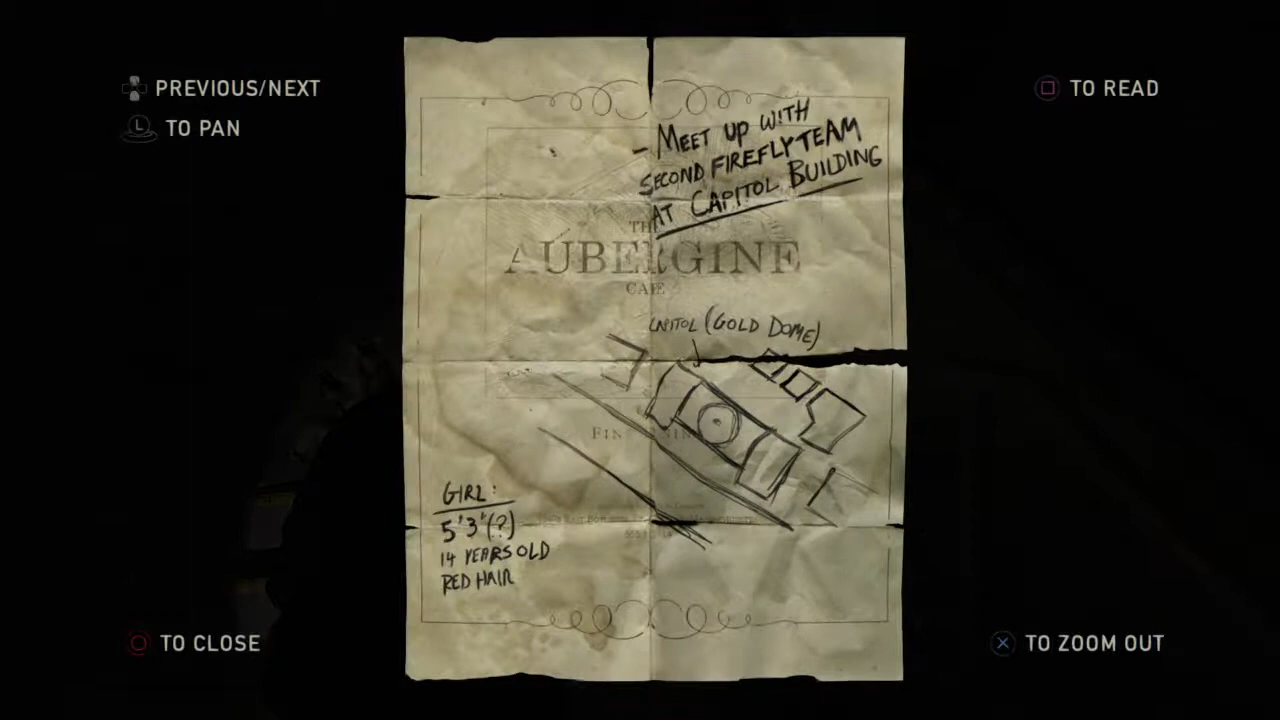 PREVIOUS/NEXT
TO PAN
TO READ
- MEET UP WITH
SECOND FIREFLY TEAM
AT CAPITOL BUILDING
THE
AUBERGINE
CAFE
CAPITOL (GOLD DOME)
GIRL:
5'3"(?)
14 YEARS OLD
RED HAIR
TO CLOSE
TO ZOOM OUT